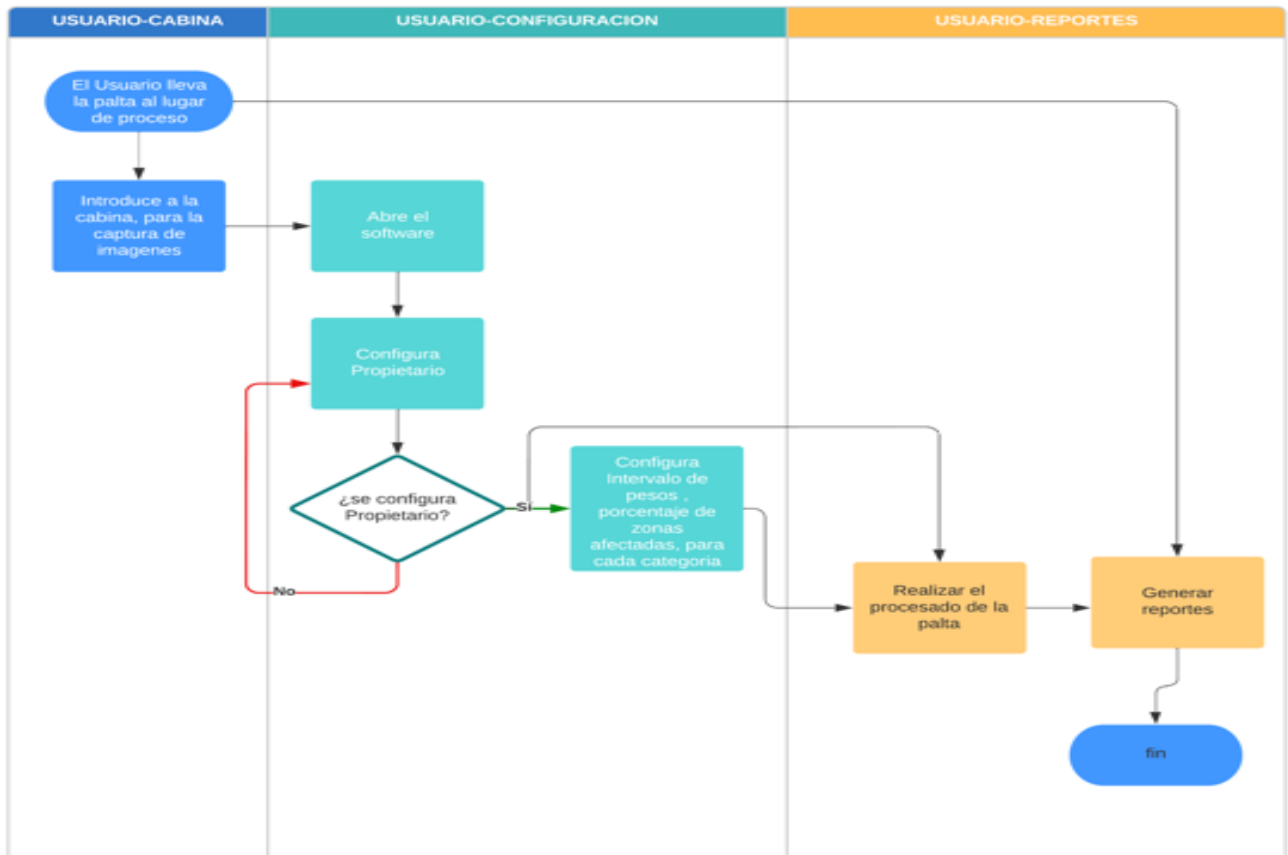 USUARIO-CABINA
USUARIO-CONFIGURACION
USUARIO-REPORTES
El Usuario lleva
la palta al lugar
de proceso
Introduce a la
cabina, para la
captura de
imagenes
Abre el
software
Configura
Propietario
¿se configura
Propietario?
Sí
No
Configura
Intervalo de
pesos ,
porcentaje de
zonas
afectadas, para
cada categoria
Realizar el
procesado de la
palta
Generar
reportes
fin